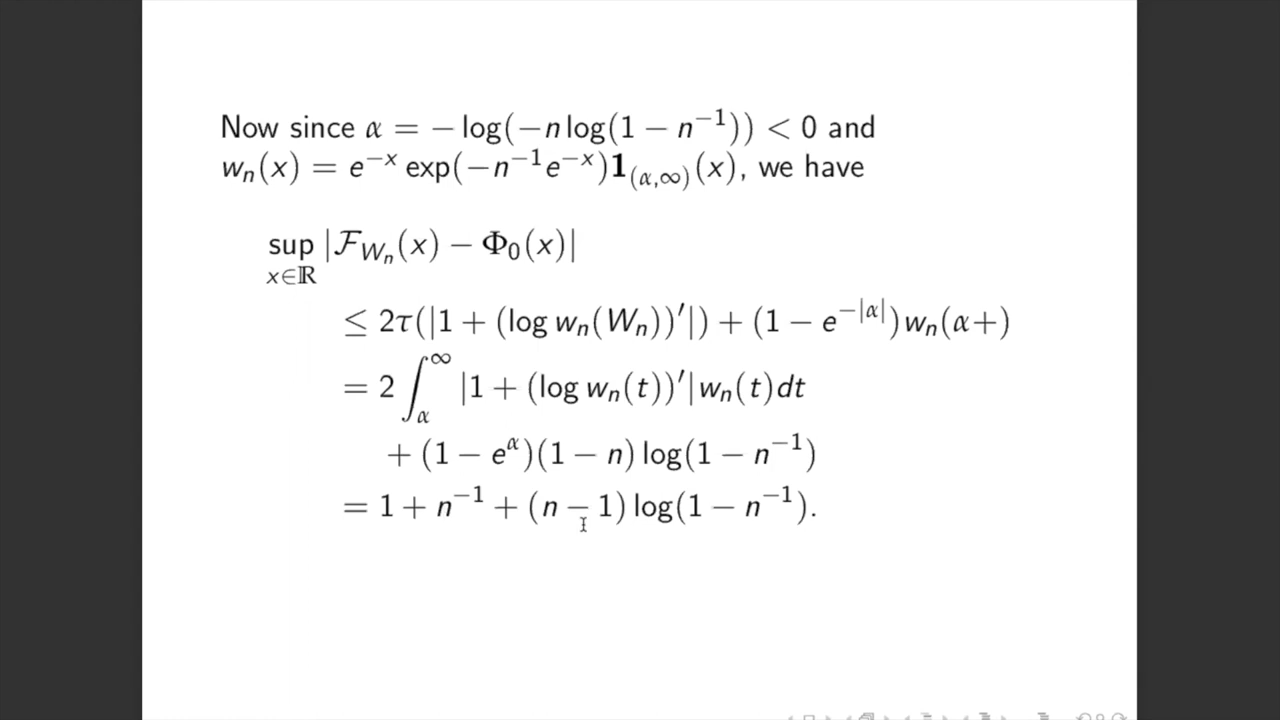 Now since α = − log(−n log(1 − n⁻¹)) < 0 and
wₙ(x) = e⁻ˣ exp(−n⁻¹e⁻ˣ)𝟏_(α,∞)(x), we have
sup_{x∈ℝ} |ℱ_{Wₙ}(x) − Φ₀(x)|
≤ 2τ(|1 + (log wₙ(Wₙ))′|) + (1 − e^{−|α|})wₙ(α+)
= 2 ∫_α^∞ |1 + (log wₙ(t))′|wₙ(t)dt
+ (1 − e^α)(1 − n) log(1 − n⁻¹)
= 1 + n⁻¹ + (n − 1) log(1 − n⁻¹).